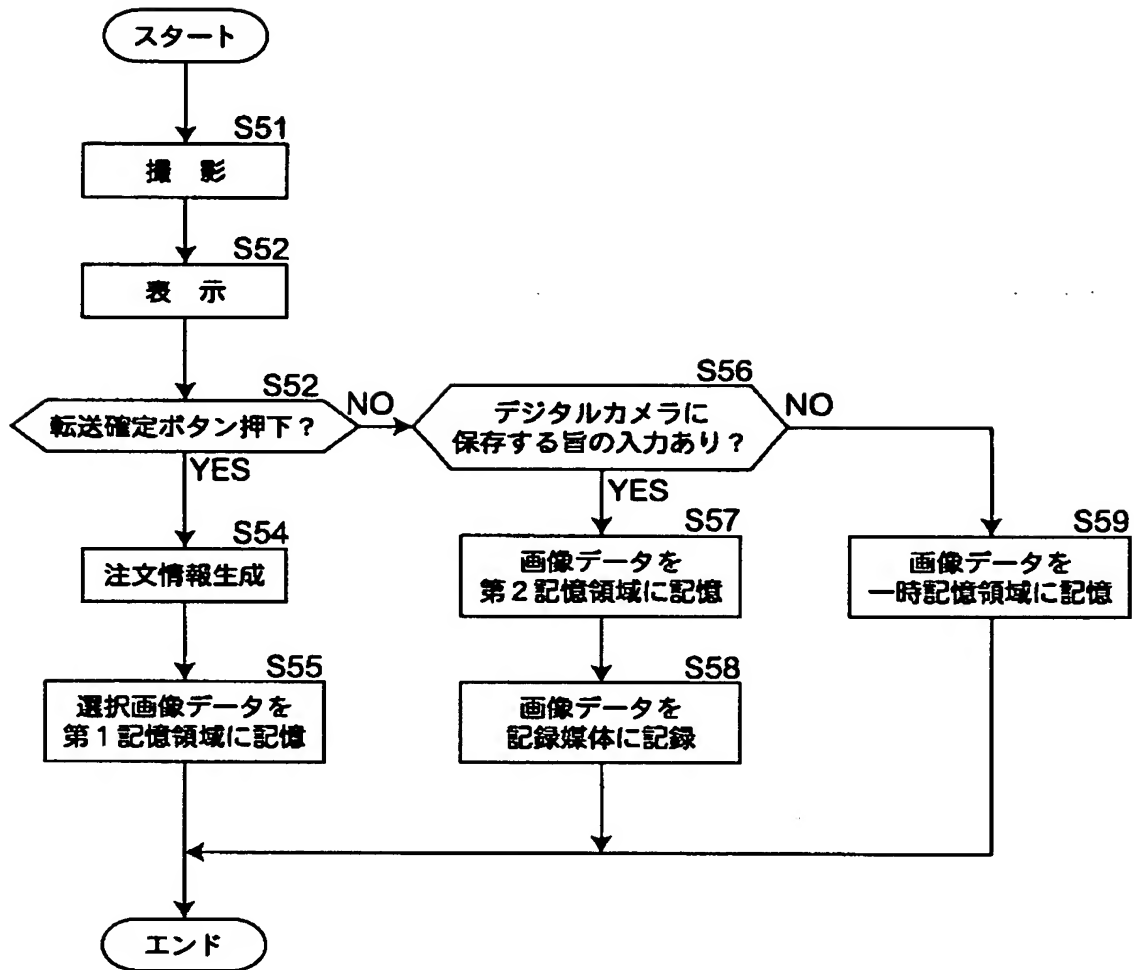 スタート
S51
撮 影
S52
表 示
S52
転送確定ボタン押下？
NO
YES
S54
注文情報生成
S55
選択画像データを
第1記憶領域に記憶
S56
デジタルカメラに
保存する旨の入力あり？
NO
YES
S57
画像データを
第2記憶領域に記憶
S58
画像データを
記録媒体に記録
S59
画像データを
一時記憶領域に記憶
エンド